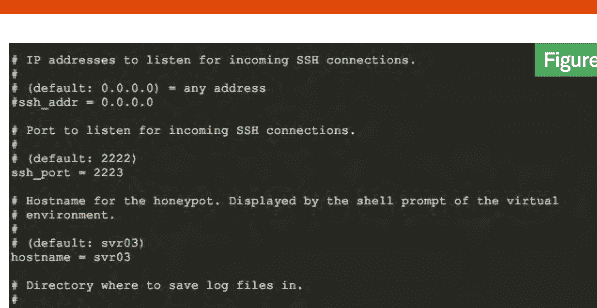 Figure
# IP addresses to listen for incoming SSH connections.
#
# (default: 0.0.0.0) = any address
#ssh_addr = 0.0.0.0
# Port to listen for incoming SSH connections.
#
# (default: 2222)
ssh_port = 2223
# Hostname for the honeypot. Displayed by the shell prompt of the virtual
# environment.
#
# (default: svr03)
hostname = svr03
# Directory where to save log files in.
#